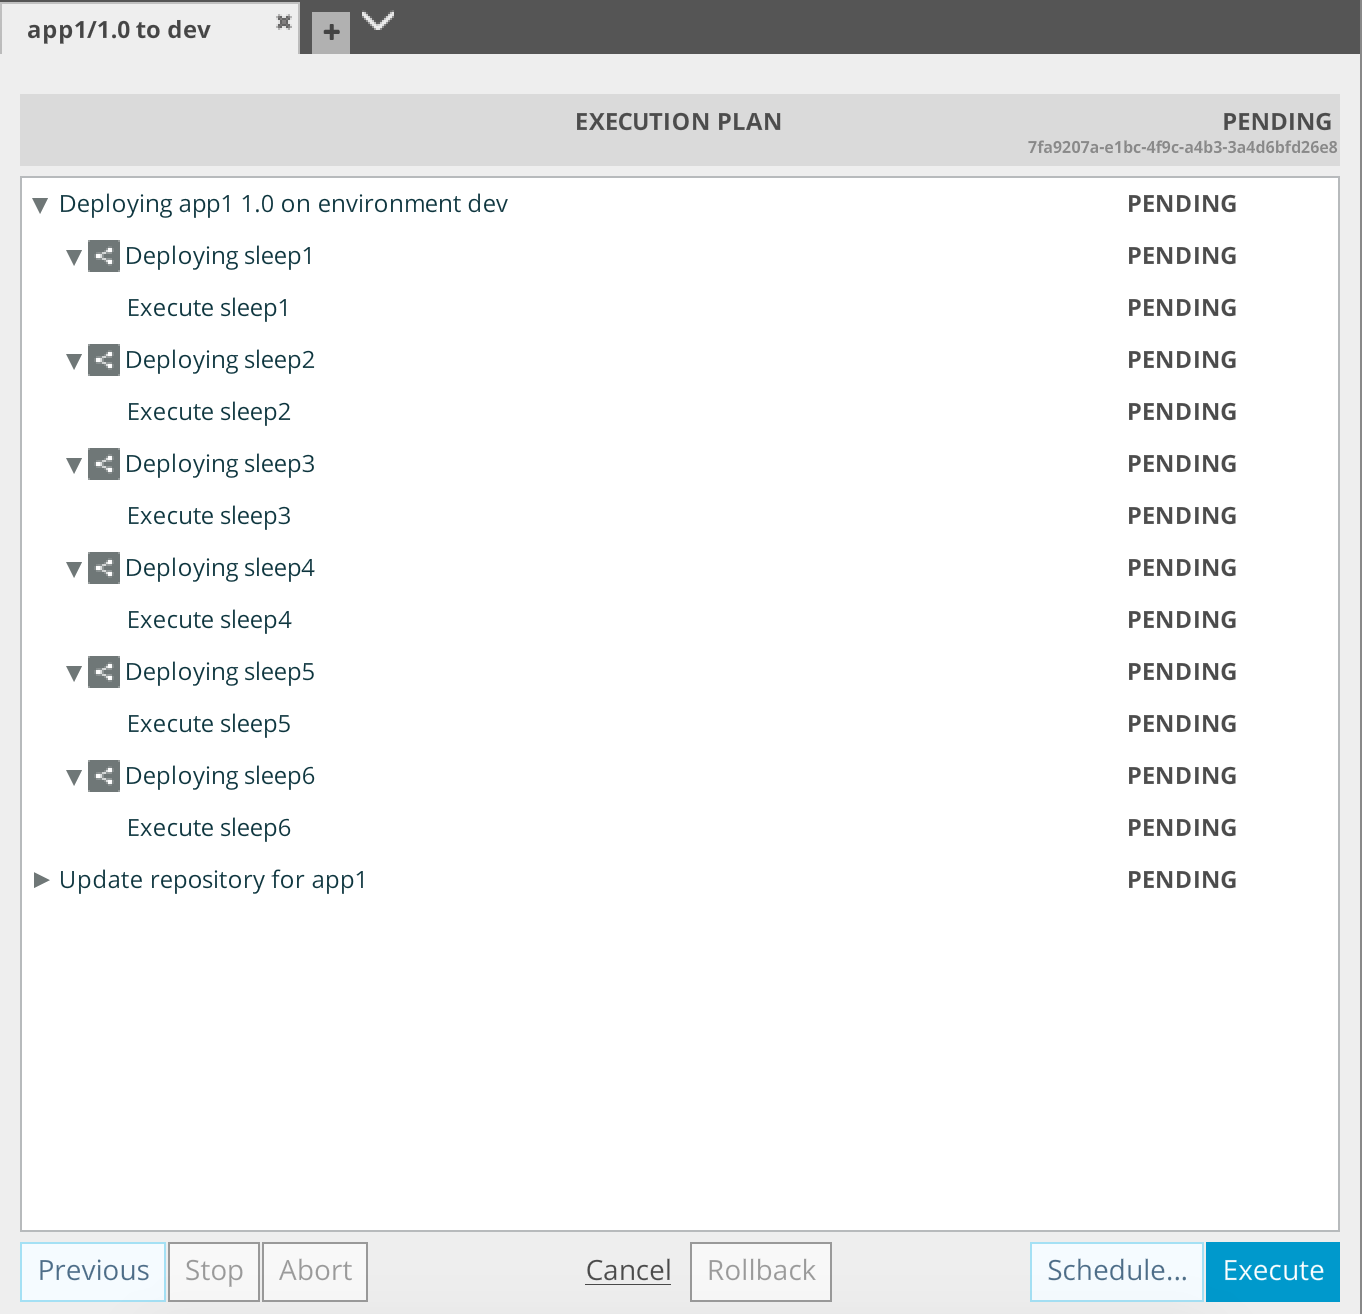 app1/1.0 to dev
+
EXECUTION PLAN PENDING
7fa9207a-e1bc-4f9c-a4b3-3a4d6bfd26e8
Deploying app1 1.0 on environment dev PENDING
Deploying sleep1 PENDING
Execute sleep1 PENDING
Deploying sleep2 PENDING
Execute sleep2 PENDING
Deploying sleep3 PENDING
Execute sleep3 PENDING
Deploying sleep4 PENDING
Execute sleep4 PENDING
Deploying sleep5 PENDING
Execute sleep5 PENDING
Deploying sleep6 PENDING
Execute sleep6 PENDING
Update repository for app1 PENDING
Previous Stop Abort Cancel Rollback Schedule... Execute